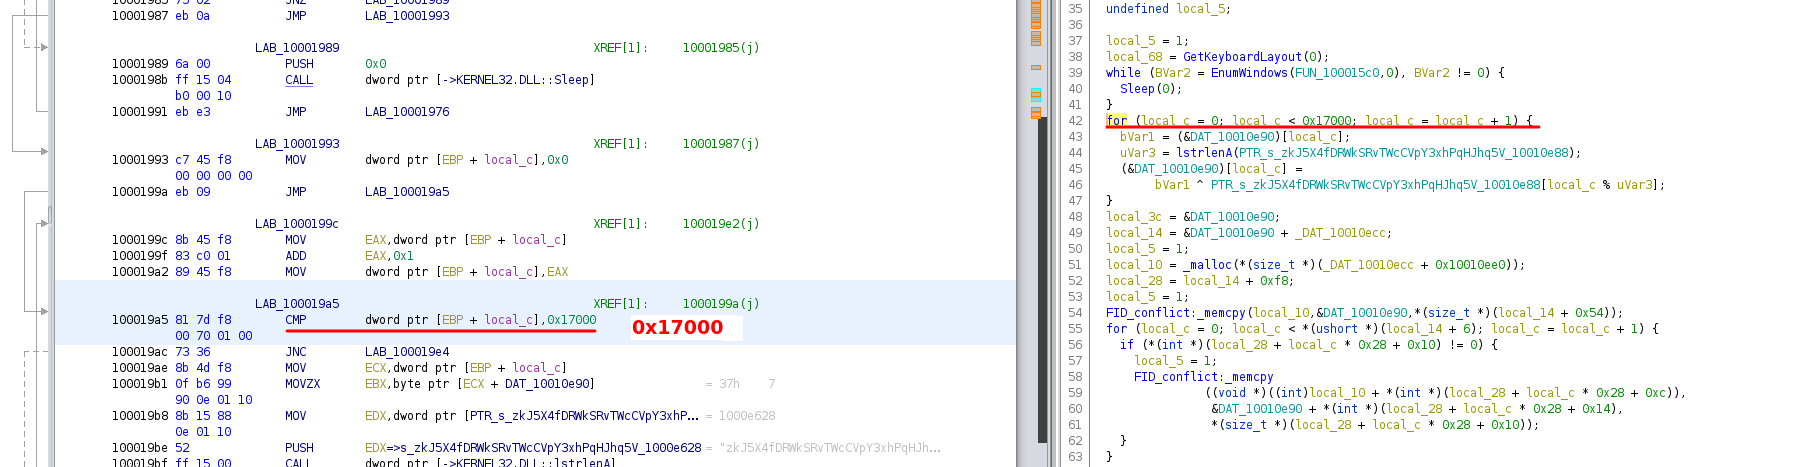 10001985 75 02 JNZ LAB_10001989
10001987 eb 0a JMP LAB_10001993
LAB_10001989 XREF[1]: 10001985(j)
10001989 6a 00 PUSH 0x0
1000198b ff 15 04 CALL dword ptr [->KERNEL32.DLL::Sleep]
b0 00 10
10001991 eb e3 JMP LAB_10001976
LAB_10001993 XREF[1]: 10001987(j)
10001993 c7 45 f8 MOV dword ptr [EBP + local_c],0x0
00 00 00 00
1000199a eb 09 JMP LAB_100019a5
LAB_1000199c XREF[1]: 100019e2(j)
1000199c 8b 45 f8 MOV EAX,dword ptr [EBP + local_c]
1000199f 83 c0 01 ADD EAX,0x1
100019a2 89 45 f8 MOV dword ptr [EBP + local_c],EAX
LAB_100019a5 XREF[1]: 1000199a(j)
100019a5 81 7d f8 CMP dword ptr [EBP + local_c],0x17000
0x17000
00 70 01 00
100019ac 73 36 JNC LAB_100019e4
100019ae 8b 4d f8 MOV ECX,dword ptr [EBP + local_c]
100019b1 0f b6 99 MOVZX EBX,byte ptr [ECX + DAT_10010e90] = 37h 7
90 0e 01 10
100019b8 8b 15 88 MOV EDX,dword ptr [PTR_s_zkJ5X4fDRWkSRvTWcCVpY3xhP... = 1000e628
0e 01 10
100019be 52 PUSH EDX=>s_zkJ5X4fDRWkSRvTWcCVpY3xhPqHJhq5V_1000e628 = "zkJ5X4fDRWkSRvTWcCVpY3xhPqHJh...
100019bf ff 15 00 CALL dword ptr [->KERNEL32.DLL::lstrlenA]
35 undefined local_5;
36
37 local_5 = 1;
38 local_68 = GetKeyboardLayout(0);
39 while (BVar2 = EnumWindows(FUN_100015c0,0), BVar2 != 0) {
40 Sleep(0);
41 }
42 for (local_c = 0; local_c < 0x17000; local_c = local_c + 1) {
43 bVar1 = (&DAT_10010e90)[local_c];
44 uVar3 = lstrlenA(PTR_s_zkJ5X4fDRWkSRvTWcCVpY3xhPqHJhq5V_10010e88);
45 (&DAT_10010e90)[local_c] =
46 bVar1 ^ PTR_s_zkJ5X4fDRWkSRvTWcCVpY3xhPqHJhq5V_10010e88[local_c % uVar3];
47 }
48 local_3c = &DAT_10010e90;
49 local_14 = &DAT_10010e90 + _DAT_10010ecc;
50 local_5 = 1;
51 local_10 = _malloc(*(size_t *)(_DAT_10010ecc + 0x10010ee0));
52 local_28 = local_14 + 0xf8;
53 local_5 = 1;
54 FID_conflict:_memcpy(local_10,&DAT_10010e90,*(size_t *)(local_14 + 0x54));
55 for (local_c = 0; local_c < *(ushort *)(local_14 + 6); local_c = local_c + 1) {
56 if (*(int *)(local_28 + local_c * 0x28 + 0x10) != 0) {
57 local_5 = 1;
58 FID_conflict:_memcpy
59 ((void *)((int)local_10 + *(int *)(local_28 + local_c * 0x28 + 0xc)),
60 &DAT_10010e90 + *(int *)(local_28 + local_c * 0x28 + 0x14),
61 *(size_t *)(local_28 + local_c * 0x28 + 0x10));
62 }
63 }